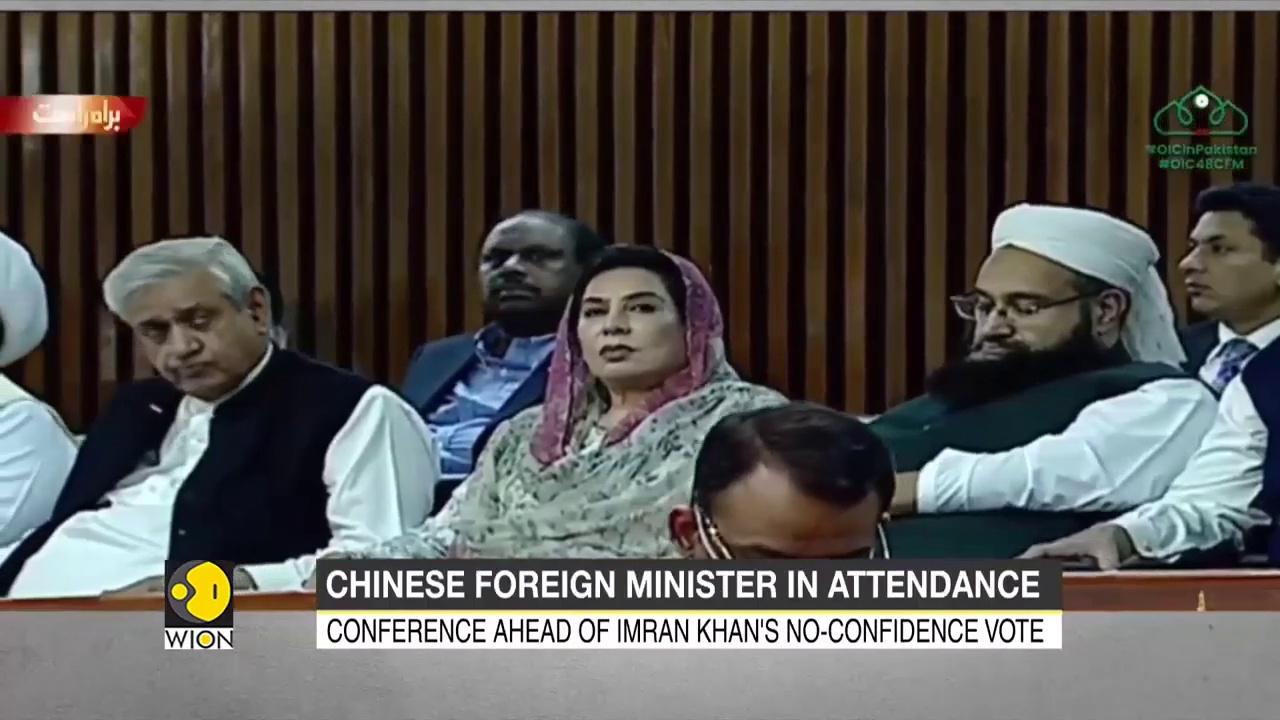 براہ راست
#OICInPakistan
#OIC48CFM
CHINESE FOREIGN MINISTER IN ATTENDANCE
CONFERENCE AHEAD OF IMRAN KHAN'S NO-CONFIDENCE VOTE
WION